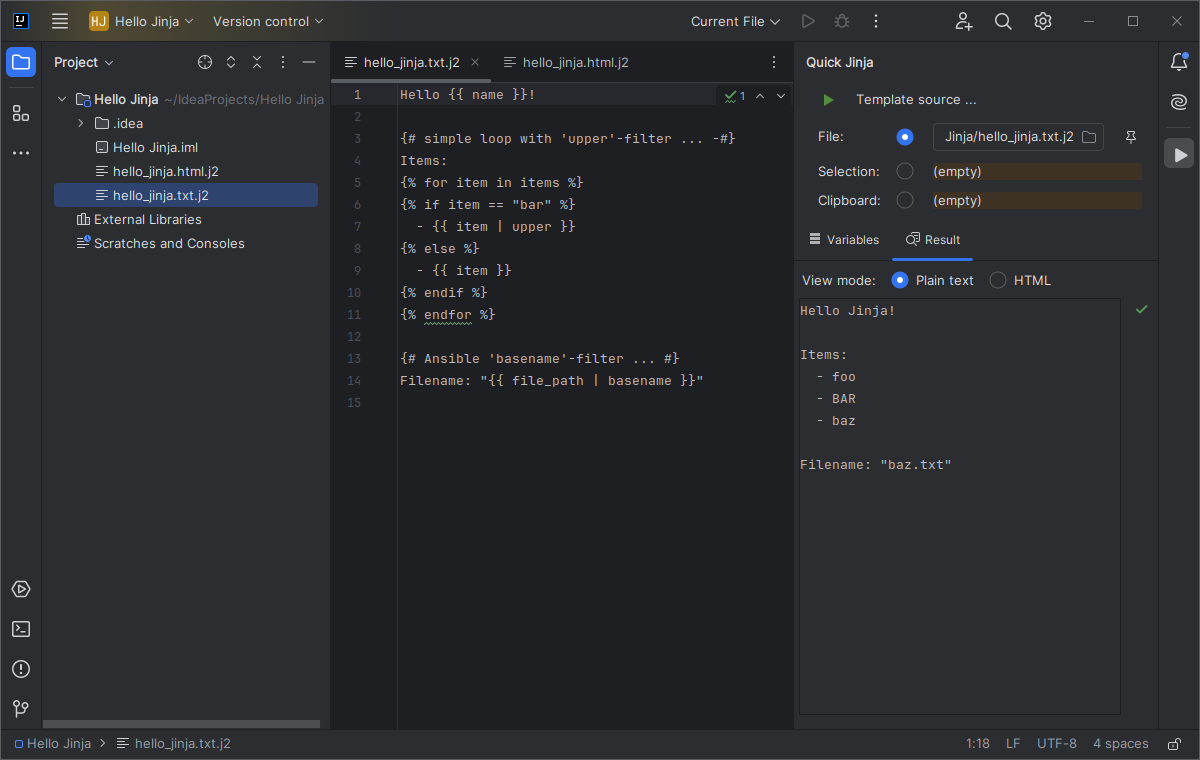 HJ Hello Jinja Version control Current File
Project
Hello Jinja ~/IdeaProjects/Hello Jinja
.idea
Hello Jinja.iml
hello_jinja.html.j2
hello_jinja.txt.j2
External Libraries
Scratches and Consoles
hello_jinja.txt.j2 hello_jinja.html.j2
1 Hello {{ name }}! 1
2
3 {# simple loop with 'upper'-filter ... -#}
4 Items:
5 {% for item in items %}
6 {% if item == "bar" %}
7   - {{ item | upper }}
8 {% else %}
9   - {{ item }}
10 {% endif %}
11 {% endfor %}
12
13 {# Ansible 'basename'-filter ... #}
14 Filename: "{{ file_path | basename }}"
15
Quick Jinja
Template source ...
File: Jinja/hello_jinja.txt.j2
Selection: (empty)
Clipboard: (empty)
Variables Result
View mode: Plain text HTML
Hello Jinja!
Items:
  - foo
  - BAR
  - baz
Filename: "baz.txt"
Hello Jinja hello_jinja.txt.j2 1:18 LF UTF-8 4 spaces